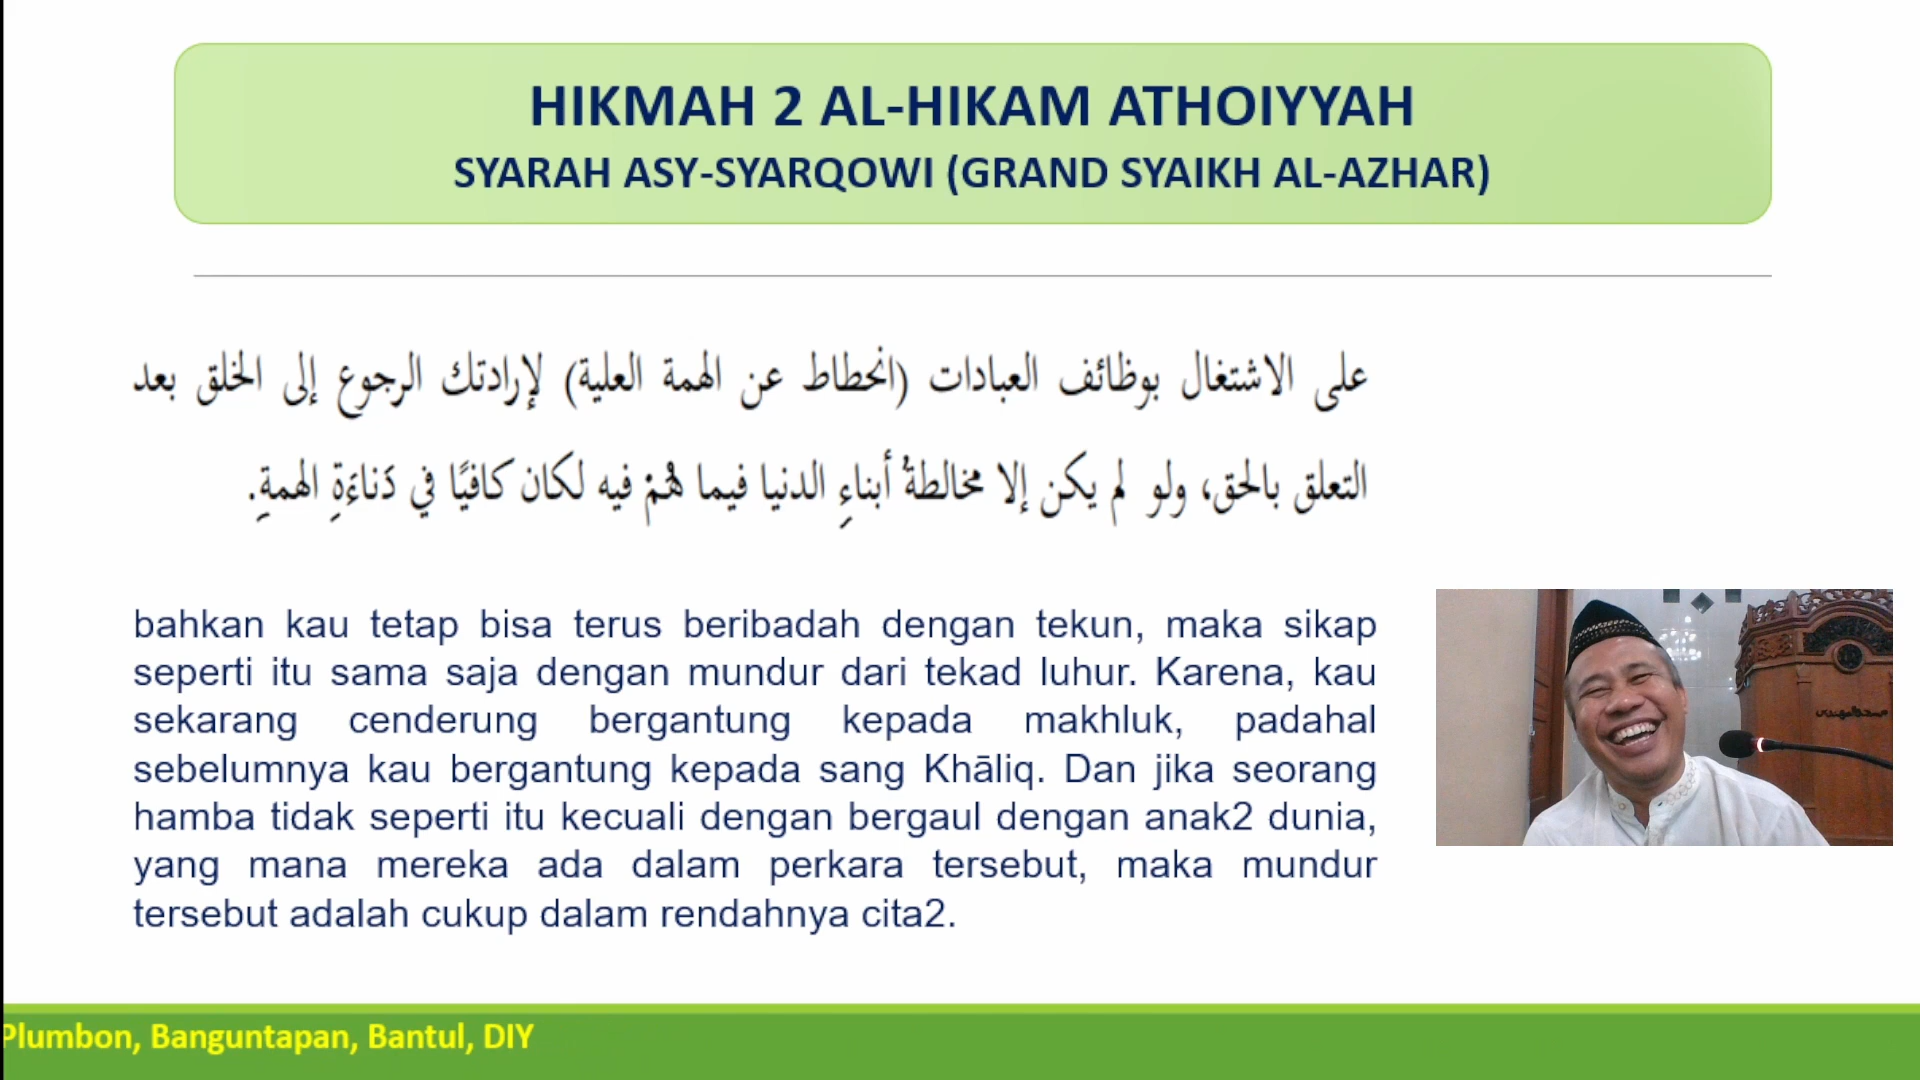 HIKMAH 2 AL-HIKAM ATHOIYYAH
SYARAH ASY-SYARQOWI (GRAND SYAIKH AL-AZHAR)
على الاشتغال بوظائف العبادات (انحطاط عن الهمة العلية) لإرادتك الرجوع إلى الخلق بعد
التعلق بالحق، ولو لم يكن إلا مخالطةُ أبناءِ الدنيا فيما هُمْ فيه لكان كافيًا في دَناءَةِ الهمةِ.
bahkan kau tetap bisa terus beribadah dengan tekun, maka sikap
seperti itu sama saja dengan mundur dari tekad luhur. Karena, kau
sekarang cenderung bergantung kepada makhluk, padahal
sebelumnya kau bergantung kepada sang Khāliq. Dan jika seorang
hamba tidak seperti itu kecuali dengan bergaul dengan anak2 dunia,
yang mana mereka ada dalam perkara tersebut, maka mundur
tersebut adalah cukup dalam rendahnya cita2.
Plumbon, Banguntapan, Bantul, DIY